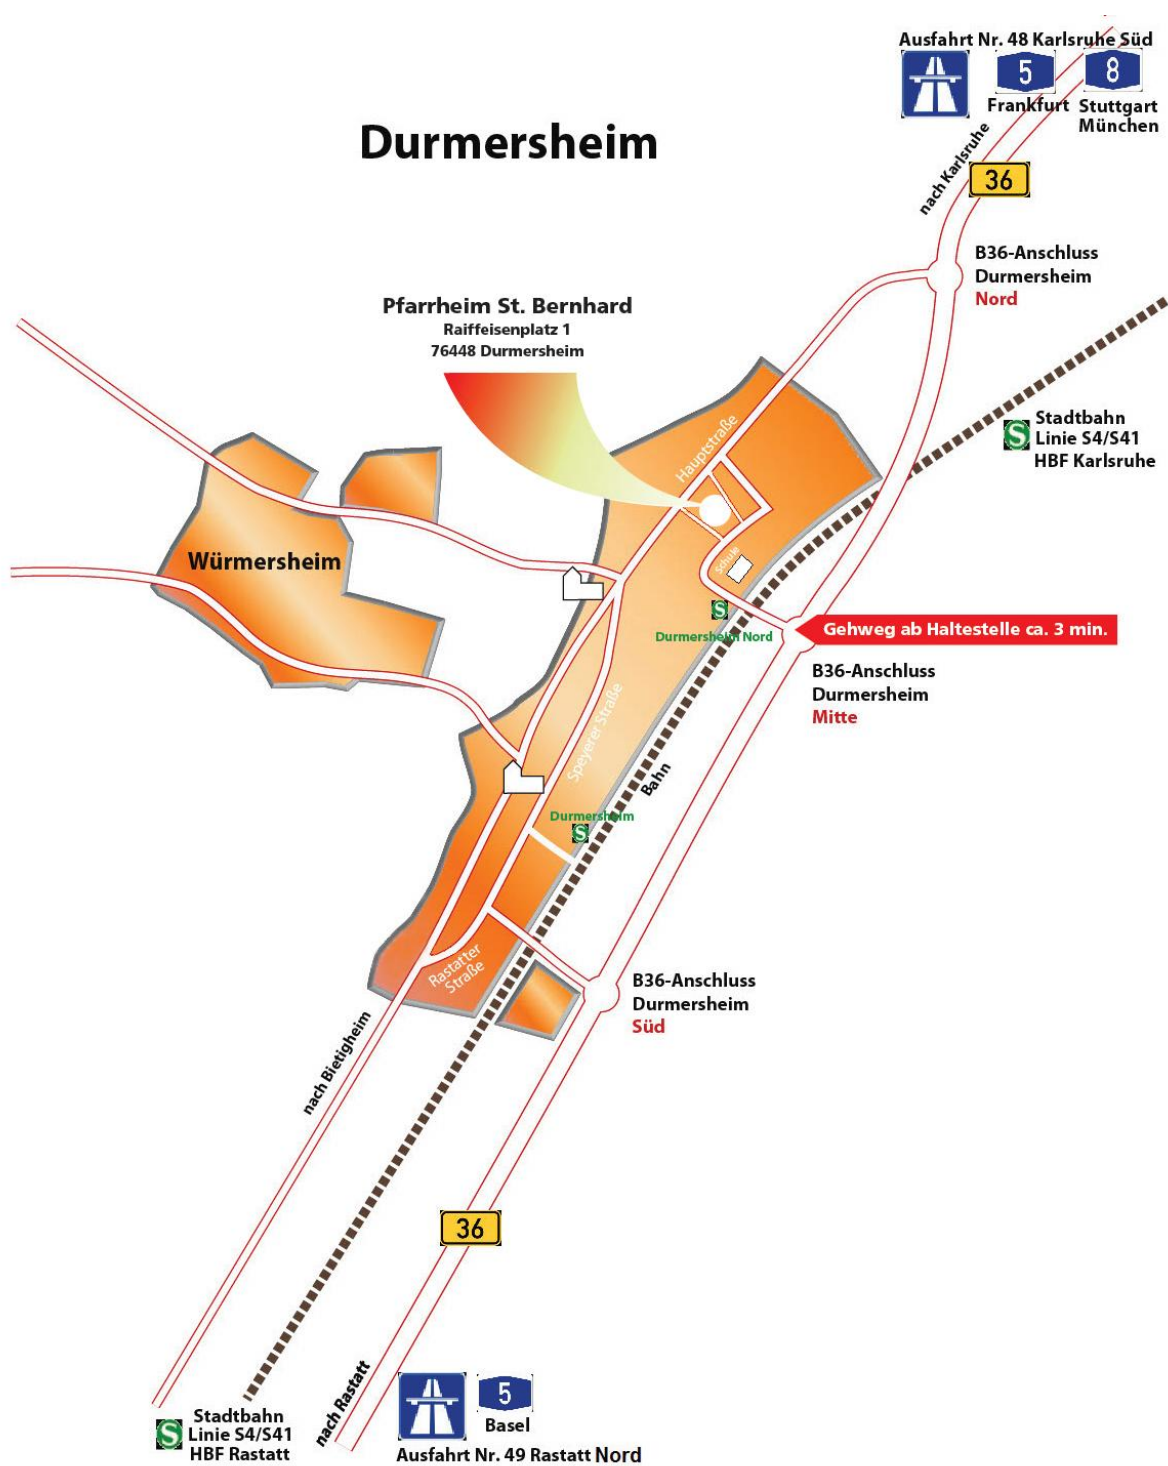 Ausfahrt Nr. 48 Karlsruhe Süd
5
8
Frankfurt
Stuttgart
München
Durmersheim
nach Karlsruhe
36
B36-Anschluss
Durmersheim
Nord
Pfarrheim St. Bernhard
Raiffeisenplatz 1
76448 Durmersheim
Hauptstraße
S
Stadtbahn
Linie S4/S41
HBF Karlsruhe
Würmersheim
Schule
S
Durmersheim Nord
Gehweg ab Haltestelle ca. 3 min.
B36-Anschluss
Durmersheim
Mitte
Speyerer Straße
Bahn
Durmersheim
S
Rastatter
Straße
B36-Anschluss
Durmersheim
Süd
nach Bietigheim
36
nach Rastatt
S
Stadtbahn
Linie S4/S41
HBF Rastatt
5
Basel
Ausfahrt Nr. 49 Rastatt Nord